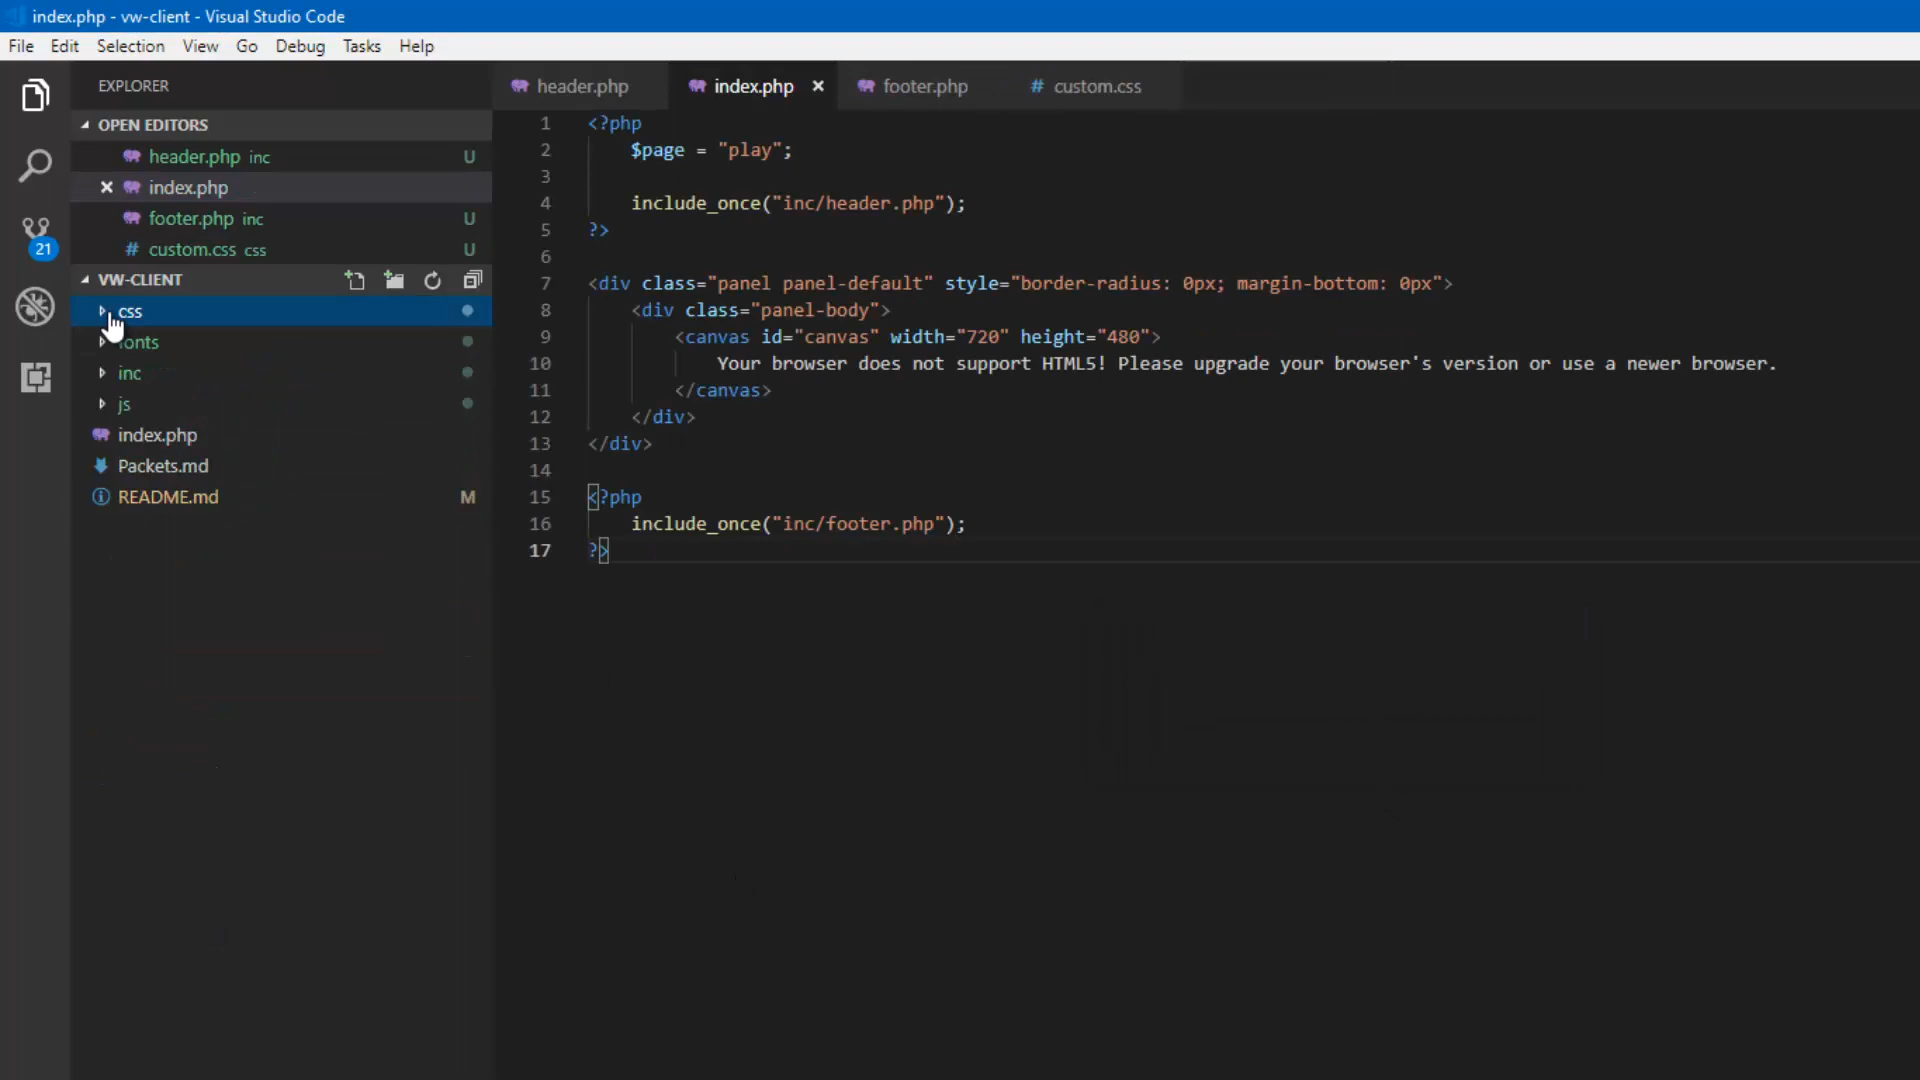 index.php - vw-client - Visual Studio Code
File Edit Selection View Go Debug Tasks Help
EXPLORER
OPEN EDITORS
header.php inc U
index.php
footer.php inc U
custom.css css U
21
VW-CLIENT
css
fonts
inc
js
index.php
Packets.md
README.md M
header.php index.php footer.php # custom.css
1 <?php
2 $page = "play";
3
4 include_once("inc/header.php");
5 ?>
6
7 <div class="panel panel-default" style="border-radius: 0px; margin-bottom: 0px">
8 <div class="panel-body">
9 <canvas id="canvas" width="720" height="480">
10 Your browser does not support HTML5! Please upgrade your browser's version or use a newer browser.
11 </canvas>
12 </div>
13 </div>
14
15 <?php
16 include_once("inc/footer.php");
17 ?>